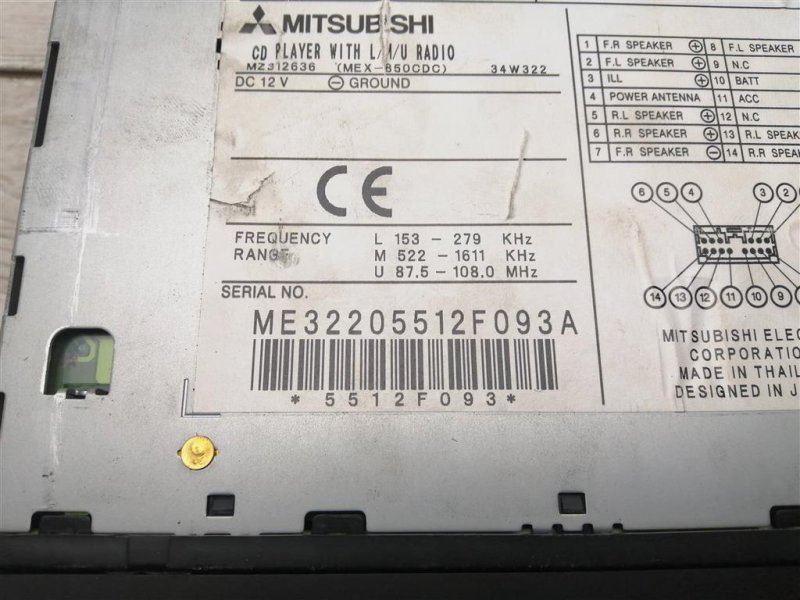 MITSUBISHI
CD PLAYER WITH L/M/U RADIO
MZ312636 (MEX-850CDC) 34W322
DC 12 V ⊖ GROUND
1 F.R SPEAKER ⊕ 8 F.L SPEAKER
2 F.L SPEAKER ⊕ 9 N.C
3 ILL 10 BATT
4 POWER ANTENNA 11 ACC
5 R.L SPEAKER ⊕ 12 N.C
6 R.R SPEAKER ⊕ 13 R.L SPEAKE
7 F.R SPEAKER ⊖ 14 R.R SPEAK
CE
6 5 4 3 2
14 13 12 11 10 9
FREQUENCY RANGE
L 153 - 279 KHz
M 522 - 1611 KHz
U 87.5 - 108.0 MHz
SERIAL NO.
ME32205512F093A
*5512F093*
MITSUBISHI ELEC
CORPORATIO
MADE IN THAIL
DESIGNED IN J